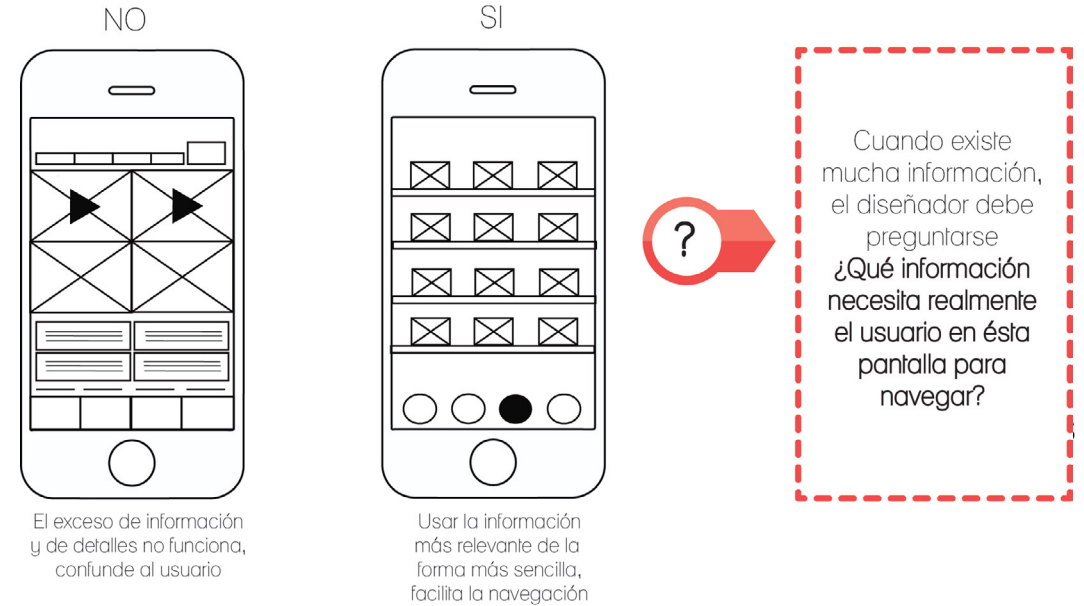 NO
El exceso de información
y de detalles no funciona,
confunde al usuario
SI
Usar la información
más relevante de la
forma más sencilla,
facilita la navegación
?
Cuando existe
mucha información,
el diseñador debe
preguntarse
¿Qué información
necesita realmente
el usuario en ésta
pantalla para
navegar?